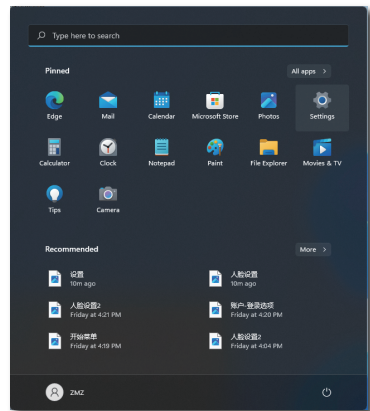 Type here to search
Pinned
All apps >
Edge
Mail
Calendar
Microsoft Store
Photos
Settings
Calculator
Clock
Notepad
Paint
File Explorer
Movies & TV
Tips
Camera
Recommended
More >
设置
10m ago
人脸设置
10m ago
人脸设置2
Friday at 4:21 PM
账户-登录选项
Friday at 4:20 PM
开始菜单
Friday at 4:19 PM
人脸设置2
Friday at 4:04 PM
ZMZ